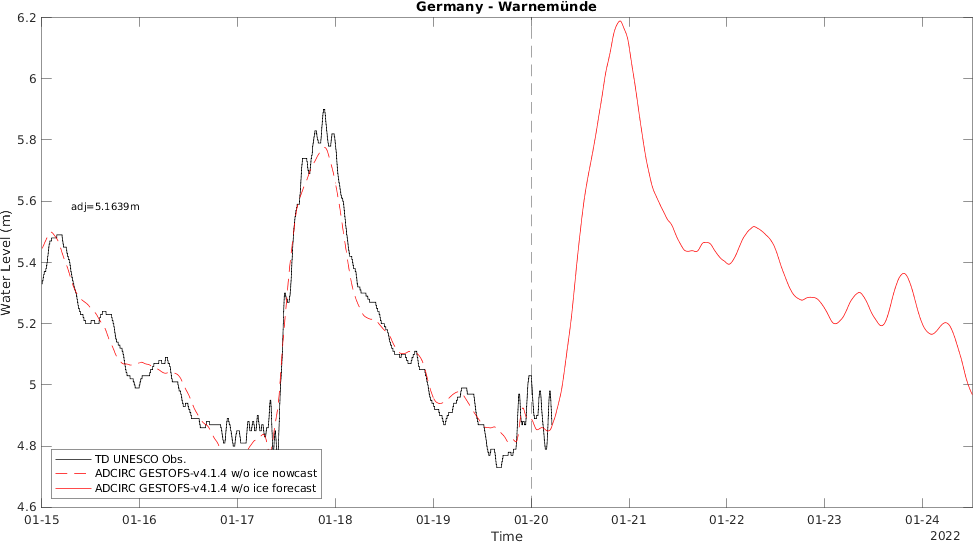 Germany - Warnemünde
6.2
6
5.8
5.6
5.4
5.2
5
4.8
4.6
Water Level (m)
adj=5.1639m
TD UNESCO Obs.
ADCIRC GESTOFS-v4.1.4 w/o ice nowcast
ADCIRC GESTOFS-v4.1.4 w/o ice forecast
01-15 01-16 01-17 01-18 01-19 01-20 01-21 01-22 01-23 01-24
Time
2022